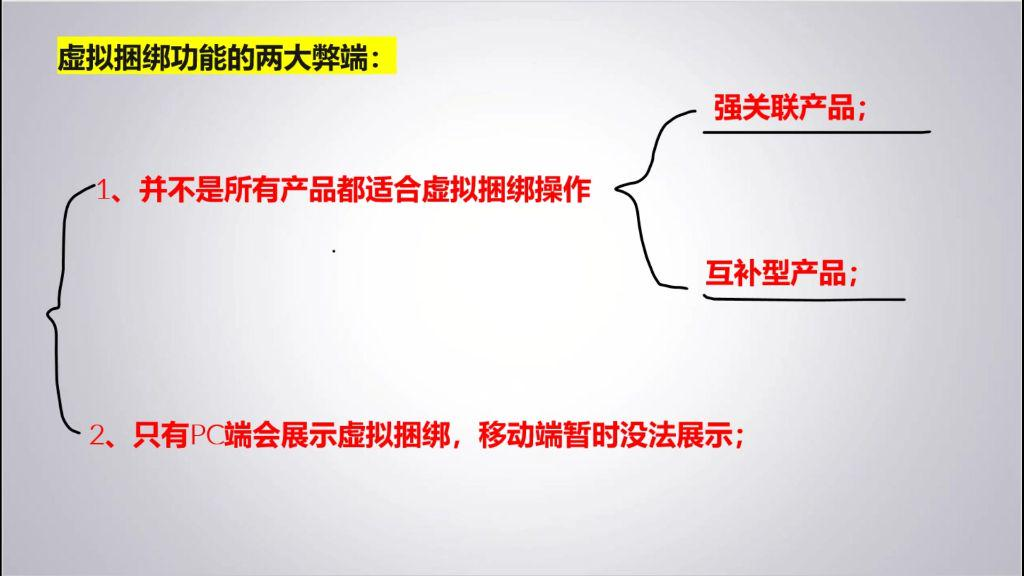 虚拟捆绑功能的两大弊端：
强关联产品；
1、并不是所有产品都适合虚拟捆绑操作
互补型产品；
2、只有PC端会展示虚拟捆绑，移动端暂时没法展示；